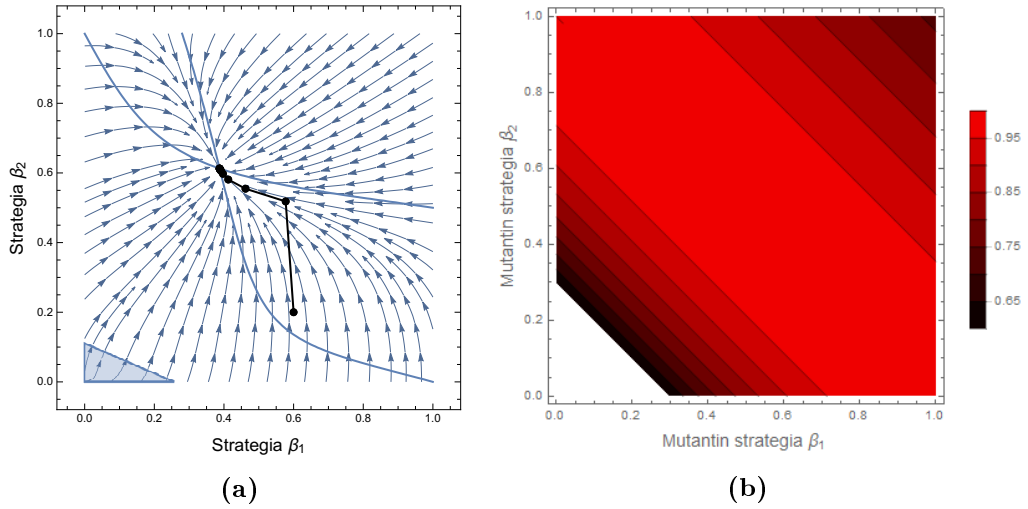 1.0
0.8
0.6
0.4
0.2
0.0
Strategia β₂
0.0 0.2 0.4 0.6 0.8 1.0
Strategia β₁
(a)
1.0
0.8
0.6
0.4
0.2
0.0
Mutantin strategia β₂
0.0 0.2 0.4 0.6 0.8 1.0
Mutantin strategia β₁
(b)
0.95
0.85
0.75
0.65